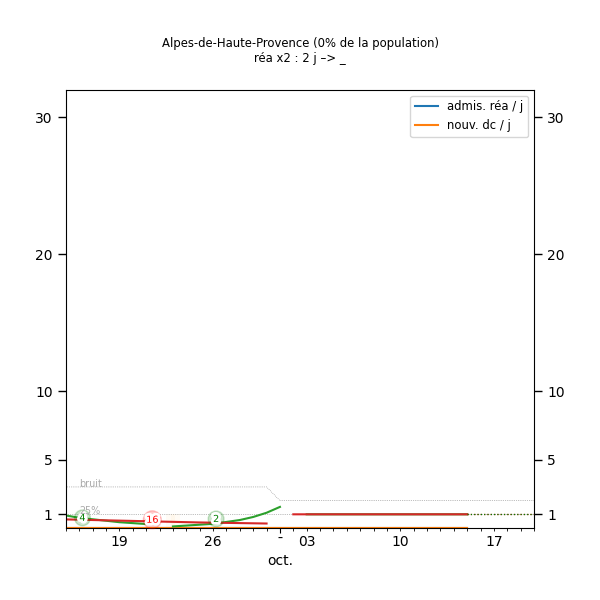 Alpes-de-Haute-Provence (0% de la population)
réa x2 : 2 j –> _
admis. réa / j
nouv. dc / j
30 30
20 20
10 10
5 5
bruit
25%
1 1
4 16 2
19 26 - 03 10 17
oct.